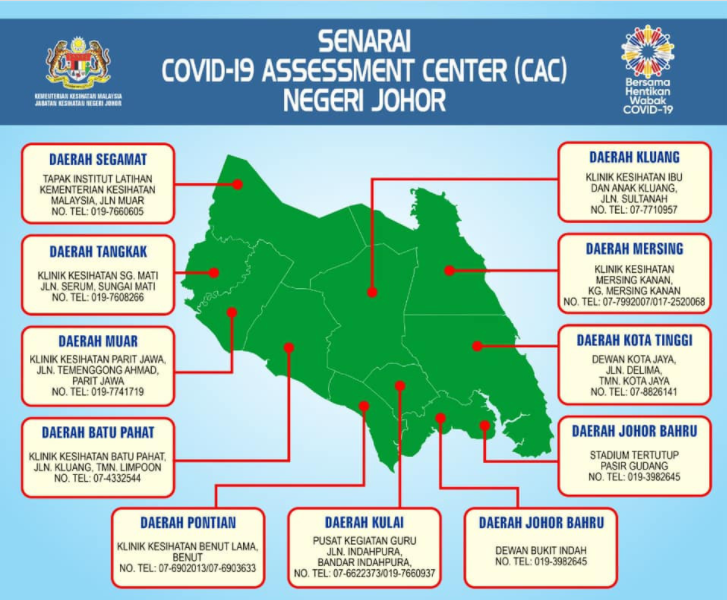 SENARAI
COVID-19 ASSESSMENT CENTER (CAC)
NEGERI JOHOR
KEMENTERIAN KESIHATAN MALAYSIA
JABATAN KESIHATAN NEGERI JOHOR
Bersama
Hentikan
Wabak
COVID-19
DAERAH SEGAMAT
TAPAK INSTITUT LATIHAN
KEMENTERIAN KESIHATAN
MALAYSIA, JLN MUAR
NO. TEL: 019-7660605
DAERAH TANGKAK
KLINIK KESIHATAN SG. MATI
JLN. SERUM, SUNGAI MATI
NO. TEL: 019-7608266
DAERAH MUAR
KLINIK KESIHATAN PARIT JAWA,
JLN. TEMENGGONG AHMAD,
PARIT JAWA
NO. TEL: 019-7741719
DAERAH BATU PAHAT
KLINIK KESIHATAN BATU PAHAT,
JLN. KLUANG, TMN. LIMPOON
NO. TEL: 07-4332544
DAERAH PONTIAN
KLINIK KESIHATAN BENUT LAMA,
BENUT
NO. TEL: 07-6902013/07-6903633
DAERAH KULAI
PUSAT KEGIATAN GURU
JLN. INDAHPURA,
BANDAR INDAHPURA,
NO. TEL: 07-6622373/019-7660937
DAERAH JOHOR BAHRU
DEWAN BUKIT INDAH
NO. TEL: 019-3982645
DAERAH KLUANG
KLINIK KESIHATAN IBU
DAN ANAK KLUANG,
JLN. SULTANAH
NO. TEL: 07-7710957
DAERAH MERSING
KLINIK KESIHATAN
MERSING KANAN,
KG. MERSING KANAN
NO. TEL: 07-7992007/017-2520068
DAERAH KOTA TINGGI
DEWAN KOTA JAYA,
JLN. DELIMA,
TMN. KOTA JAYA
NO. TEL: 07-8826141
DAERAH JOHOR BAHRU
STADIUM TERTUTUP
PASIR GUDANG
NO. TEL: 019-3982645